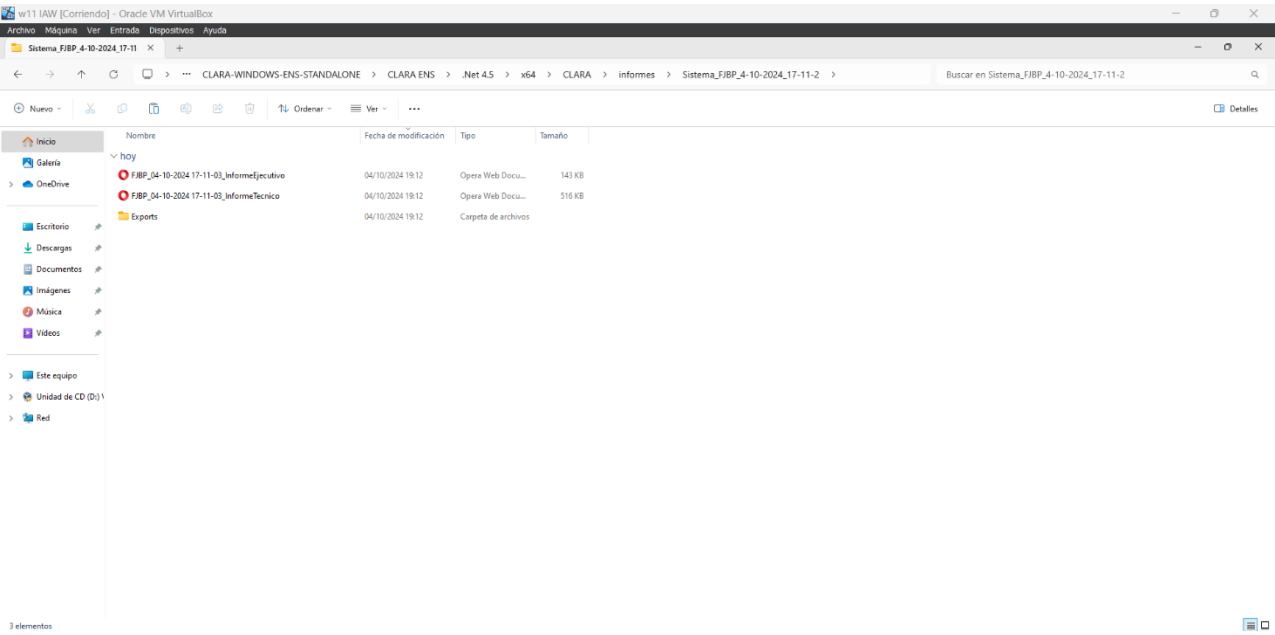 w11 IAW [Corriendo] - Oracle VM VirtualBox
Archivo Máquina Ver Entrada Dispositivos Ayuda
Sistema_FJBP_4-10-2024_17-11
CLARA-WINDOWS-ENS-STANDALONE > CLARA ENS > .Net 4.5 > x64 > CLARA > informes > Sistema_FJBP_4-10-2024_17-11-2 >
Buscar en Sistema_FJBP_4-10-2024_17-11-2
Nuevo
Ordenar
Ver
Detalles
Inicio
Galería
OneDrive
Escritorio
Descargas
Documentos
Imágenes
Música
Vídeos
Este equipo
Unidad de CD (D:) V
Red
Nombre Fecha de modificación Tipo Tamaño
hoy
FJBP_04-10-2024 17-11-03_InformeEjecutivo 04/10/2024 19:12 Opera Web Docu... 143 KB
FJBP_04-10-2024 17-11-03_InformeTecnico 04/10/2024 19:12 Opera Web Docu... 516 KB
Exports 04/10/2024 19:12 Carpeta de archivos
3 elementos